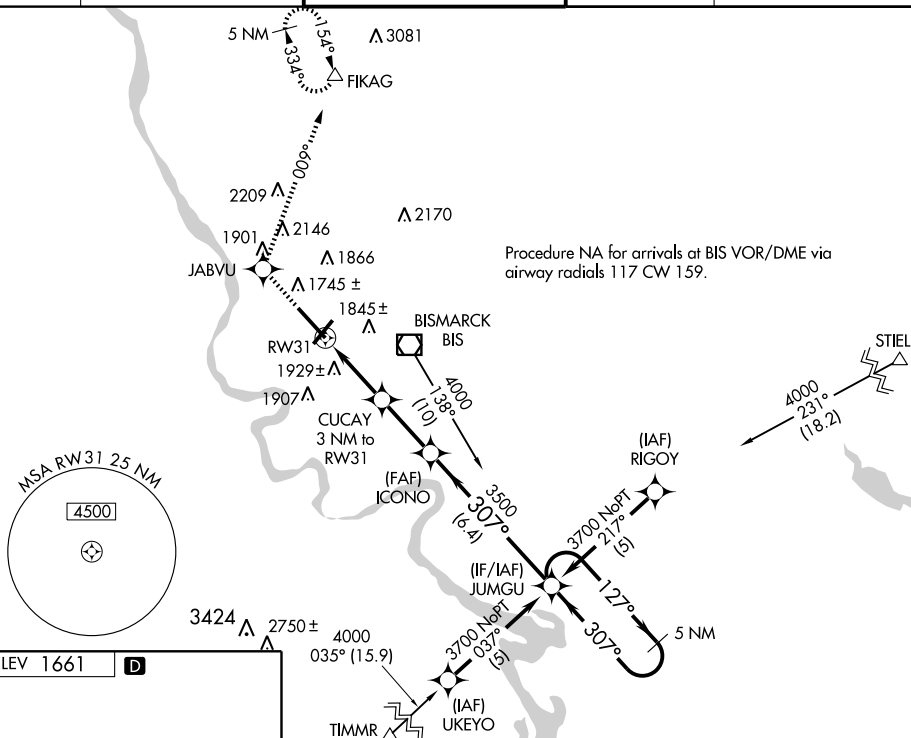 5 NM
154°
334°
3081
FIKAG
009°
2209
2146
2170
1901
JABVU
1866
1745 ±
1845±
Procedure NA for arrivals at BIS VOR/DME via
airway radials 117 CW 159.
BISMARCK
BIS
RW31
1929±
1907
4000
138°
(10)
STIEL
4000
231°
(18.2)
CUCAY
3 NM to
RW31
(FAF)
ICONO
(IAF)
RIGOY
MSA RW31 25 NM
4500
3500
307°
(6.4)
3700 NoPT
217°
(5)
(IF/IAF)
JUMGU
127°
307°
5 NM
3424
2750 ±
4000
035° (15.9)
3700 NoPT
037°
(5)
LEV 1661
D
(IAF)
UKEYO
TIMMR